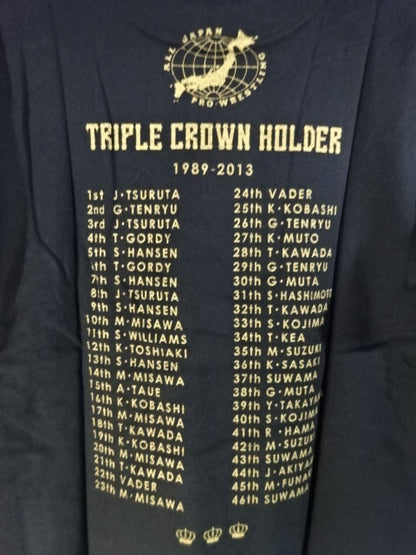 ALL JAPAN
PRO-WRESTLING
TRIPLE CROWN HOLDER
1989-2013
1st J·TSURUTA
2nd G·TENRYU
3rd J·TSURUTA
4th T·GORDY
5th S·HANSEN
6th T·GORDY
7th S·HANSEN
8th J·TSURUTA
9th S·HANSEN
10th M·MISAWA
11th S·WILLIAMS
12th K·TOSHIAKI
13th S·HANSEN
14th M·MISAWA
15th A·TAUE
16th K·KOBASHI
17th M·MISAWA
18th T·KAWADA
19th K·KOBASHI
20th M·MISAWA
21th T·KAWADA
22th VADER
23th M·MISAWA
24th VADER
25th K·KOBASHI
26th G·TENRYU
27th K·MUTO
28th T·KAWADA
29th G·TENRYU
30th G·MUTA
31th S·HASHIMOTO
32th T·KAWADA
33th S·KOJIMA
34th T·KEA
35th M·SUZUKI
36th K·SASAKI
37th SUWAMA
38th G·MUTA
39th Y·TAKAYAMA
40th S·KOJIMA
41th R·HAMA
42th M·SUZUKI
43th SUWAMA
44th J·AKIYAMA
45th M·FUNAKI
46th SUWAMA